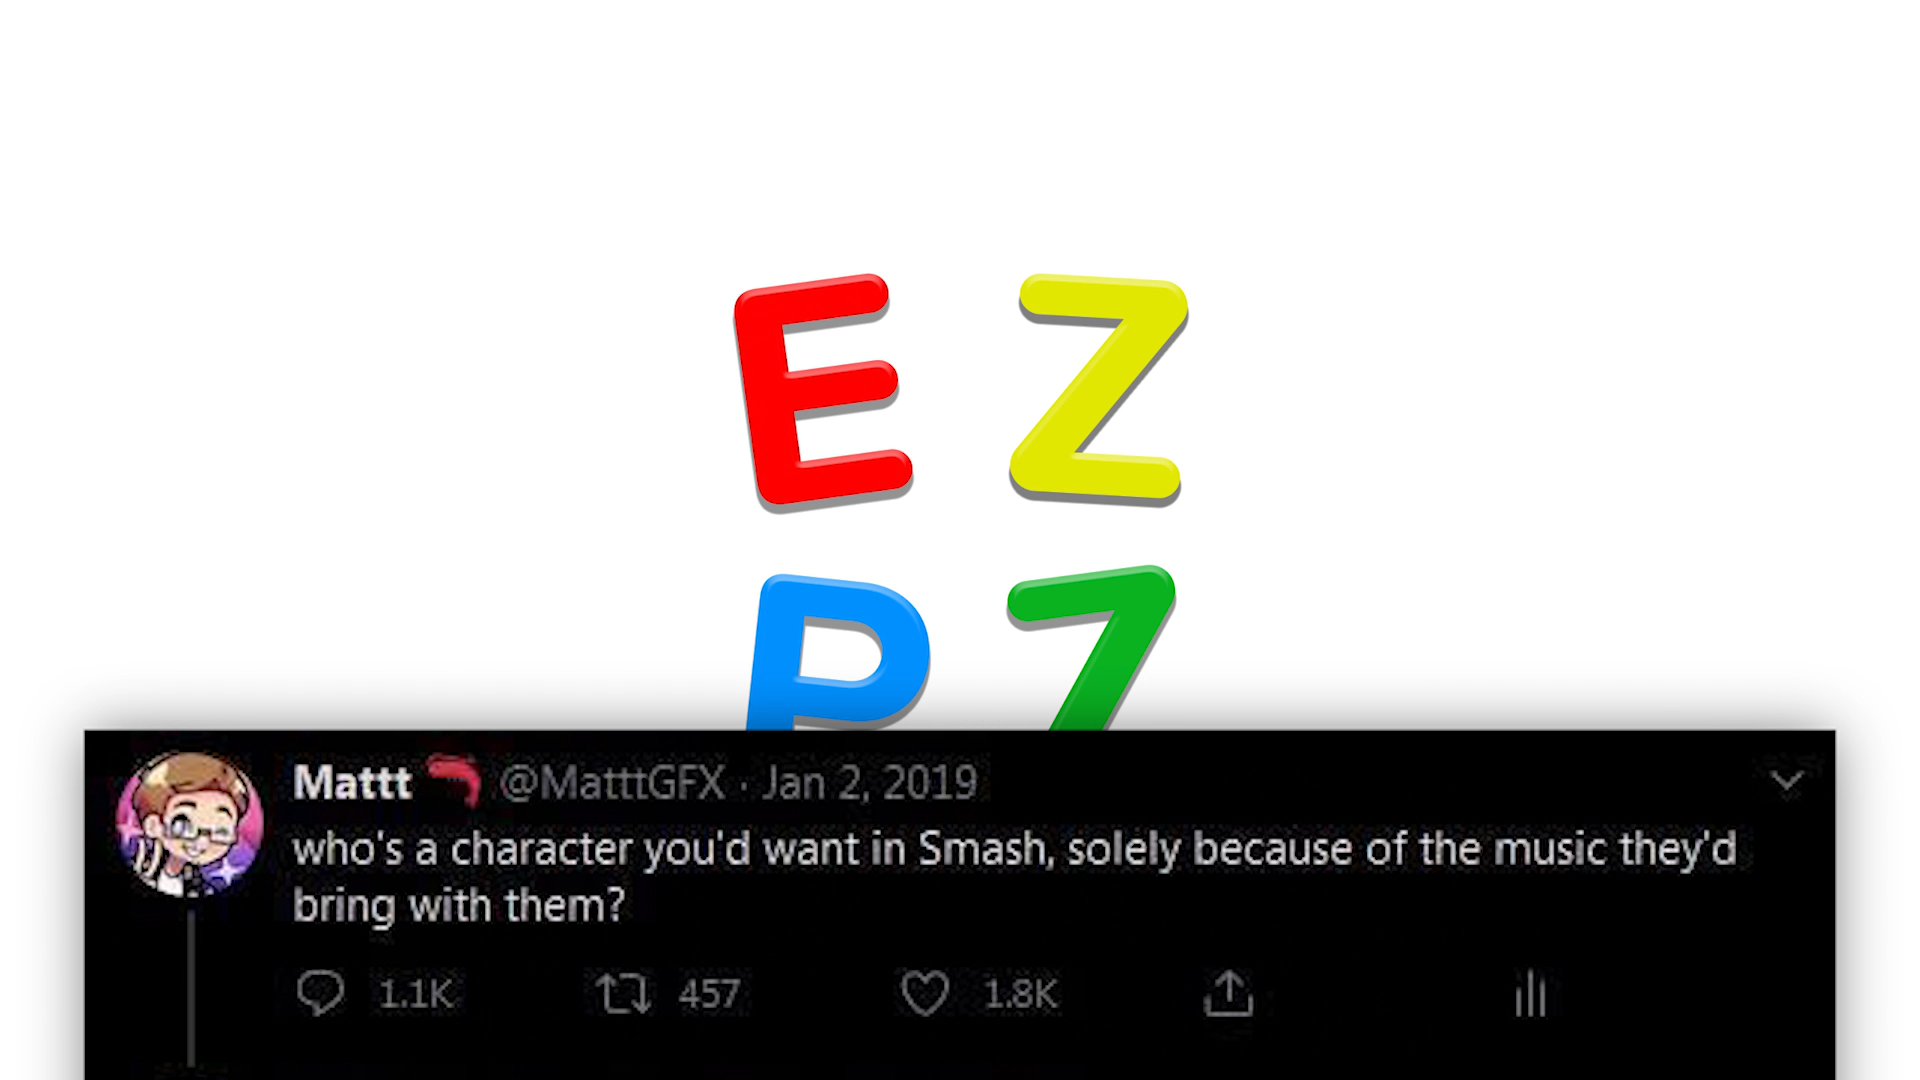 E Z
P Z
Mattt @MatttGFX · Jan 2, 2019
who's a character you'd want in Smash, solely because of the music they'd
bring with them?
1.1K 457 1.8K